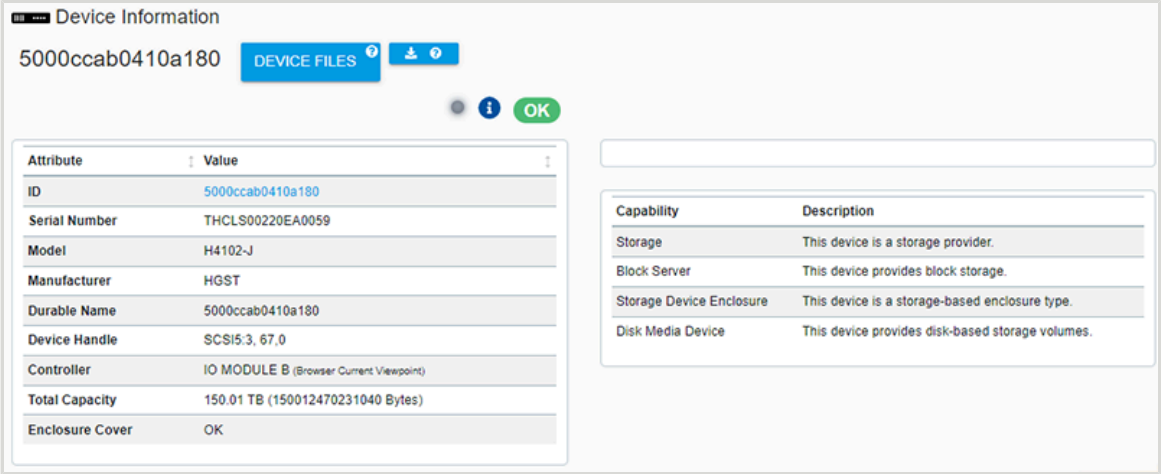 Device Information
5000ccab0410a180 DEVICE FILES ? ?
i OK
Attribute Value
ID 5000ccab0410a180
Serial Number THCLS00220EA0059
Model H4102-J
Manufacturer HGST
Durable Name 5000ccab0410a180
Device Handle SCSI5:3, 67,0
Controller IO MODULE B (Browser Current Viewpoint)
Total Capacity 150.01 TB (150012470231040 Bytes)
Enclosure Cover OK
Capability Description
Storage This device is a storage provider.
Block Server This device provides block storage.
Storage Device Enclosure This device is a storage-based enclosure type.
Disk Media Device This device provides disk-based storage volumes.